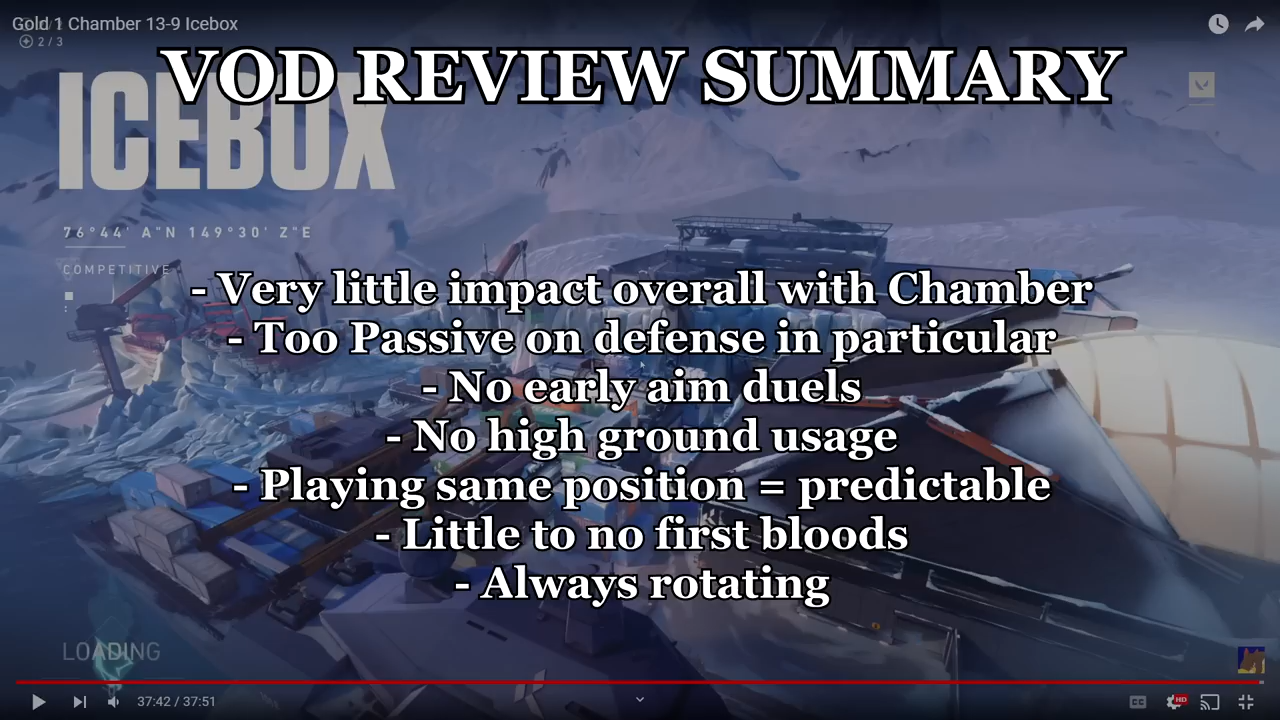 Gold 1 Chamber 13-9 Icebox
2 / 3
VOD REVIEW SUMMARY
ICEBOX
76°44' A"N 149°30' Z"E
COMPETITIVE
- Very little impact overall with Chamber
- Too Passive on defense in particular
- No early aim duels
- No high ground usage
- Playing same position = predictable
- Little to no first bloods
- Always rotating
LOADING
37:42 / 37:51
CC
HD